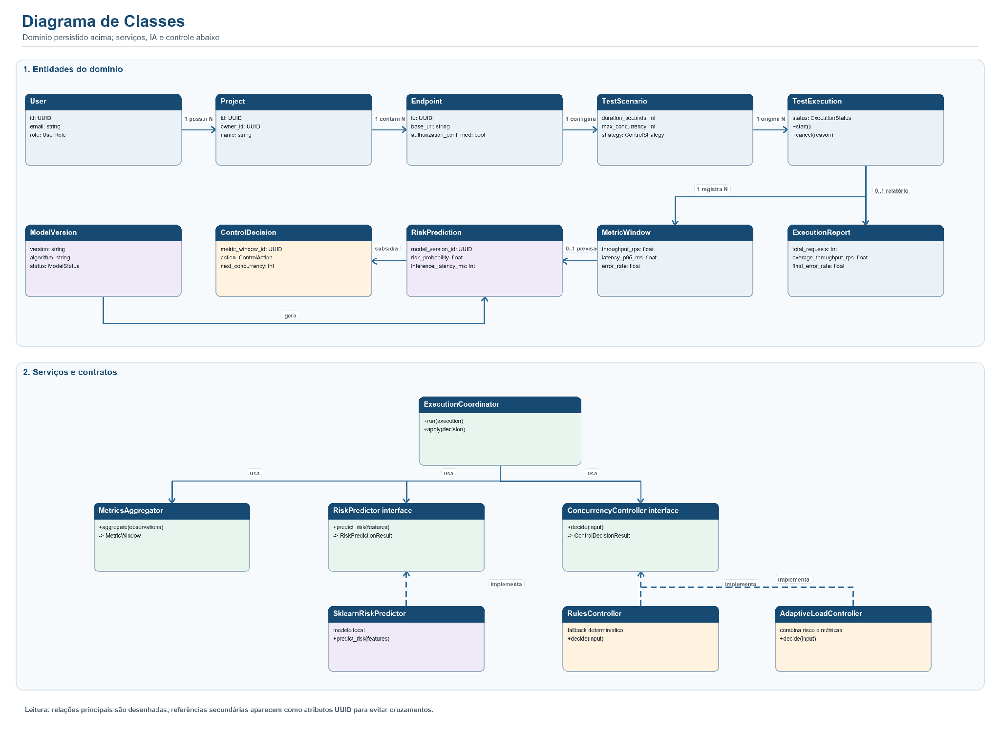 Diagrama de Classes
Domínio persistido acima; serviços, IA e controle abaixo
1. Entidades do domínio
User
id: UUID
email: string
role: UserRole
1 possui N
Project
id: UUID
owner_id: UUID
name: string
1 contém N
Endpoint
id: UUID
base_url: string
authorization_confirmed: bool
1 configura
TestScenario
duration_seconds: int
max_concurrency: int
strategy: ControlStrategy
1 origina N
TestExecution
status: ExecutionStatus
+start()
+cancel(reason)
1 registra N
0..1 relatório
ModelVersion
version: string
algorithm: string
status: ModelStatus
ControlDecision
metric_window_id: UUID
action: ControlAction
next_concurrency: int
subsidia
RiskPrediction
model_version_id: UUID
risk_probability: float
inference_latency_ms: int
0..1 previsão
MetricWindow
throughput_rps: float
latency_p95_ms: float
error_rate: float
ExecutionReport
total_requests: int
average_throughput_rps: float
final_error_rate: float
gera
2. Serviços e contratos
ExecutionCoordinator
+run(execution)
+apply(decision)
usa
usa
usa
MetricsAggregator
+aggregate(observations)
-> MetricWindow
RiskPredictor interface
+predict_risk(features)
-> RiskPredictionResult
ConcurrencyController interface
+decide(input)
-> ControlDecisionResult
implementa
implementa
implementa
SklearnRiskPredictor
modelo local
+predict_risk(features)
RulesController
fallback determinístico
+decide(input)
AdaptiveLoadController
combina risco e métricas
+decide(input)
Leitura: relações principais são desenhadas; referências secundárias aparecem como atributos UUID para evitar cruzamentos.